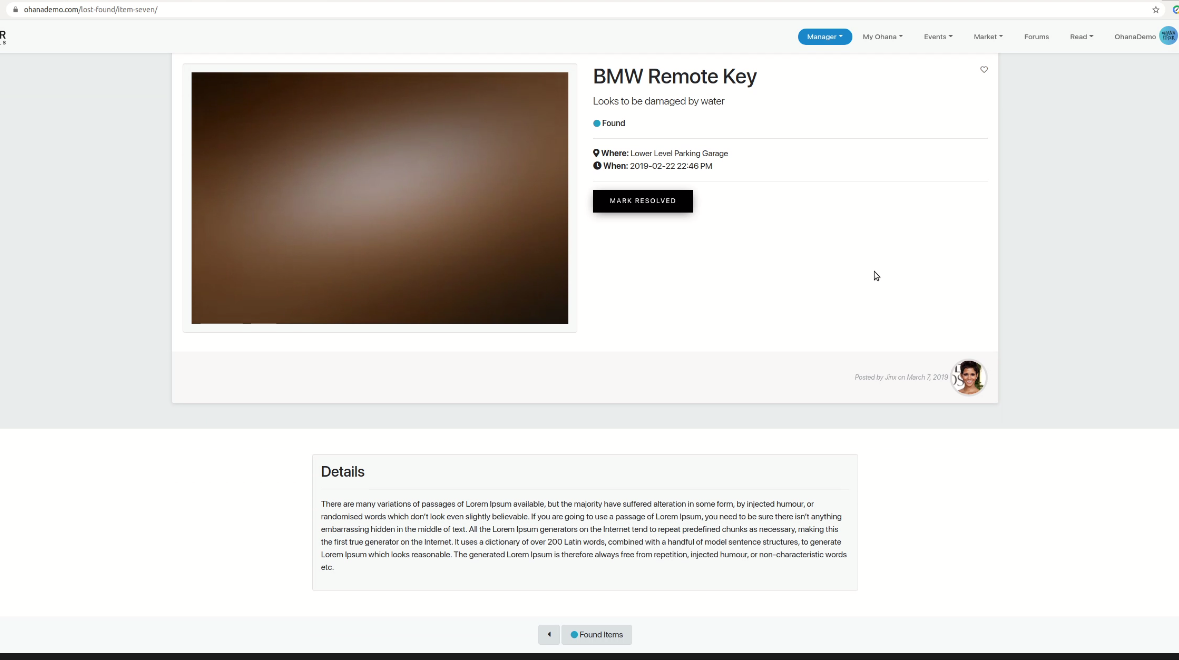 ohanademo.com/lost-found/item-seven/
R
Manager
My Ohana
Events
Market
Forums
Read
OhanaDemo
BMW Remote Key
Looks to be damaged by water
Found
Where: Lower Level Parking Garage
When: 2019-02-22 22:46 PM
MARK RESOLVED
Posted by Jinx on March 7, 2019
Details
There are many variations of passages of Lorem Ipsum available, but the majority have suffered alteration in some form, by injected humour, or
randomised words which don't look even slightly believable. If you are going to use a passage of Lorem Ipsum, you need to be sure there isn't anything
embarrassing hidden in the middle of text. All the Lorem Ipsum generators on the Internet tend to repeat predefined chunks as necessary, making this
the first true generator on the Internet. It uses a dictionary of over 200 Latin words, combined with a handful of model sentence structures, to generate
Lorem Ipsum which looks reasonable. The generated Lorem Ipsum is therefore always free from repetition, injected humour, or non-characteristic words
etc.
Found Items